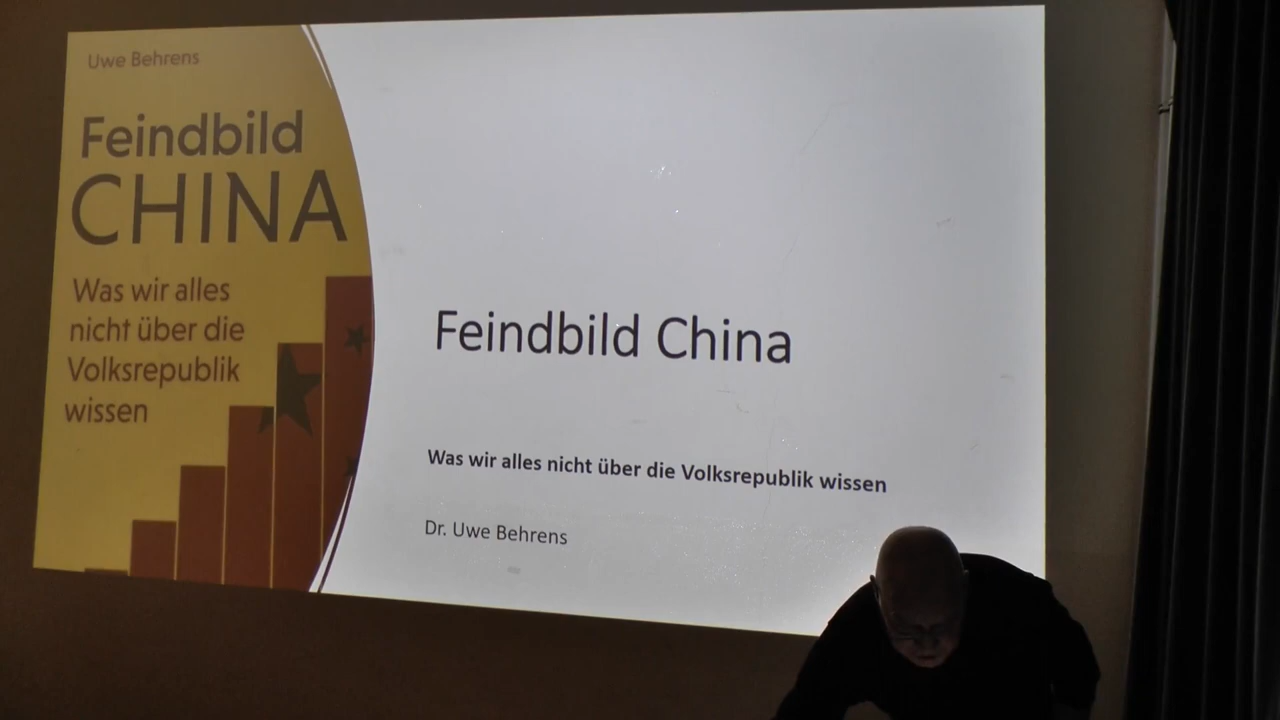 Uwe Behrens
Feindbild
CHINA
Was wir alles
nicht über die
Volksrepublik
wissen
Feindbild China
Was wir alles nicht über die Volksrepublik wissen
Dr. Uwe Behrens